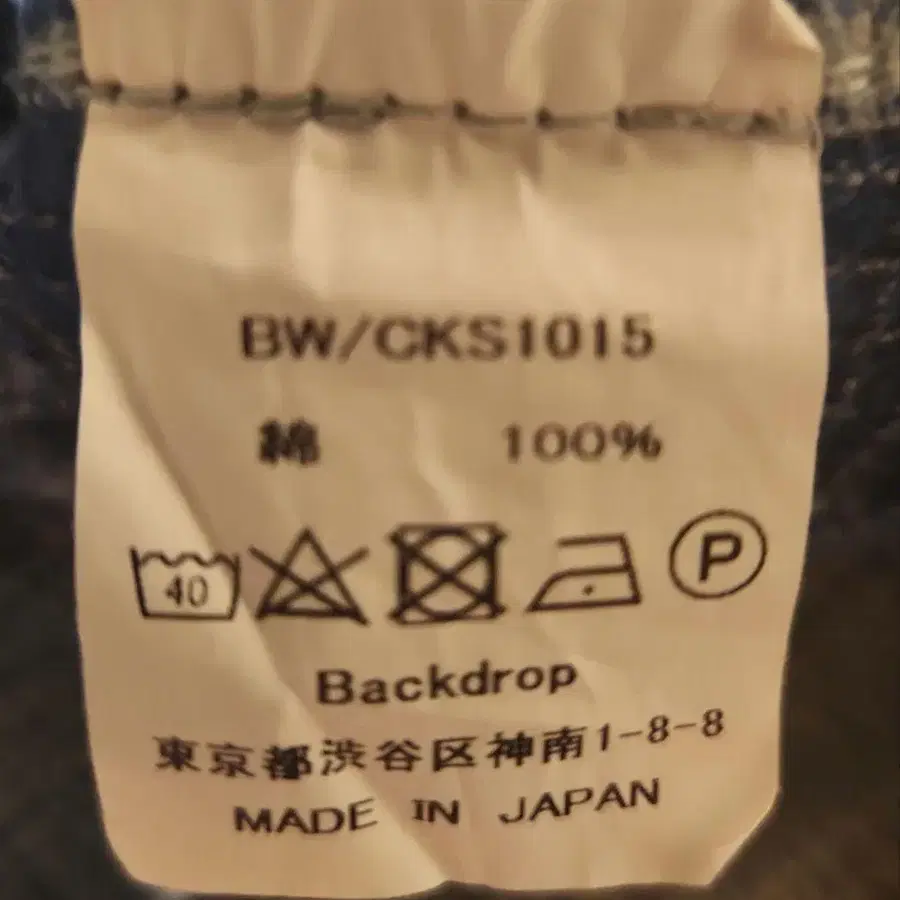 BW/CKS1015
綿 100%
40 P
Backdrop
東京都渋谷区神南1-8-8
MADE IN JAPAN